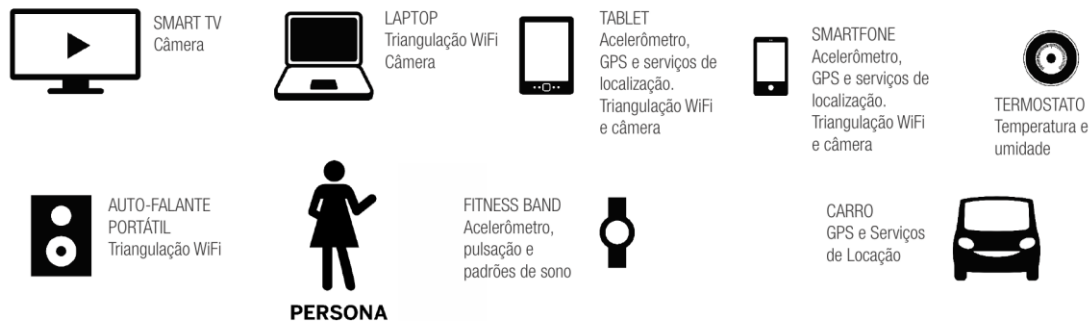 SMART TV
Câmera
LAPTOP
Triangulação WiFi
Câmera
TABLET
Acelerômetro,
GPS e serviços de
localização.
Triangulação WiFi
e câmera
SMARTFONE
Acelerômetro,
GPS e serviços de
localização.
Triangulação WiFi
e câmera
TERMOSTATO
Temperatura e
umidade
AUTO-FALANTE
PORTÁTIL
Triangulação WiFi
PERSONA
FITNESS BAND
Acelerômetro,
pulsação e
padrões de sono
CARRO
GPS e Serviços
de Locação